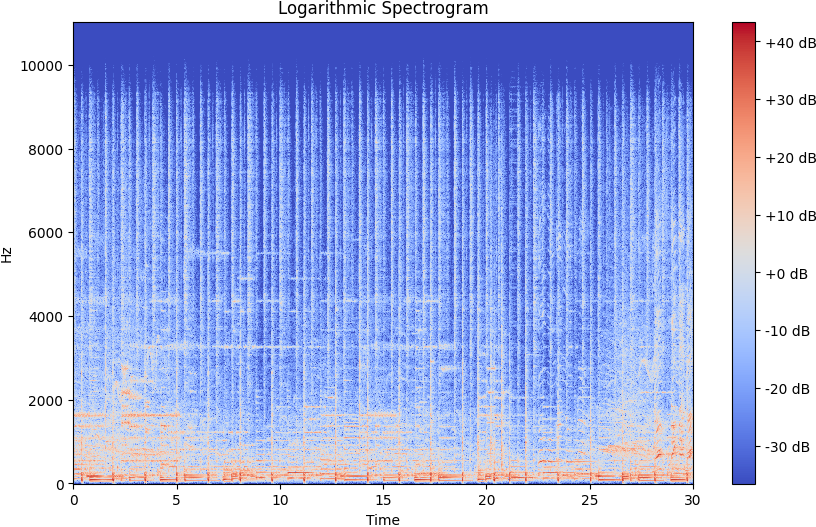 Logarithmic Spectrogram
Hz
10000
8000
6000
4000
2000
0
0 5 10 15 20 25 30
Time
+40 dB
+30 dB
+20 dB
+10 dB
+0 dB
-10 dB
-20 dB
-30 dB